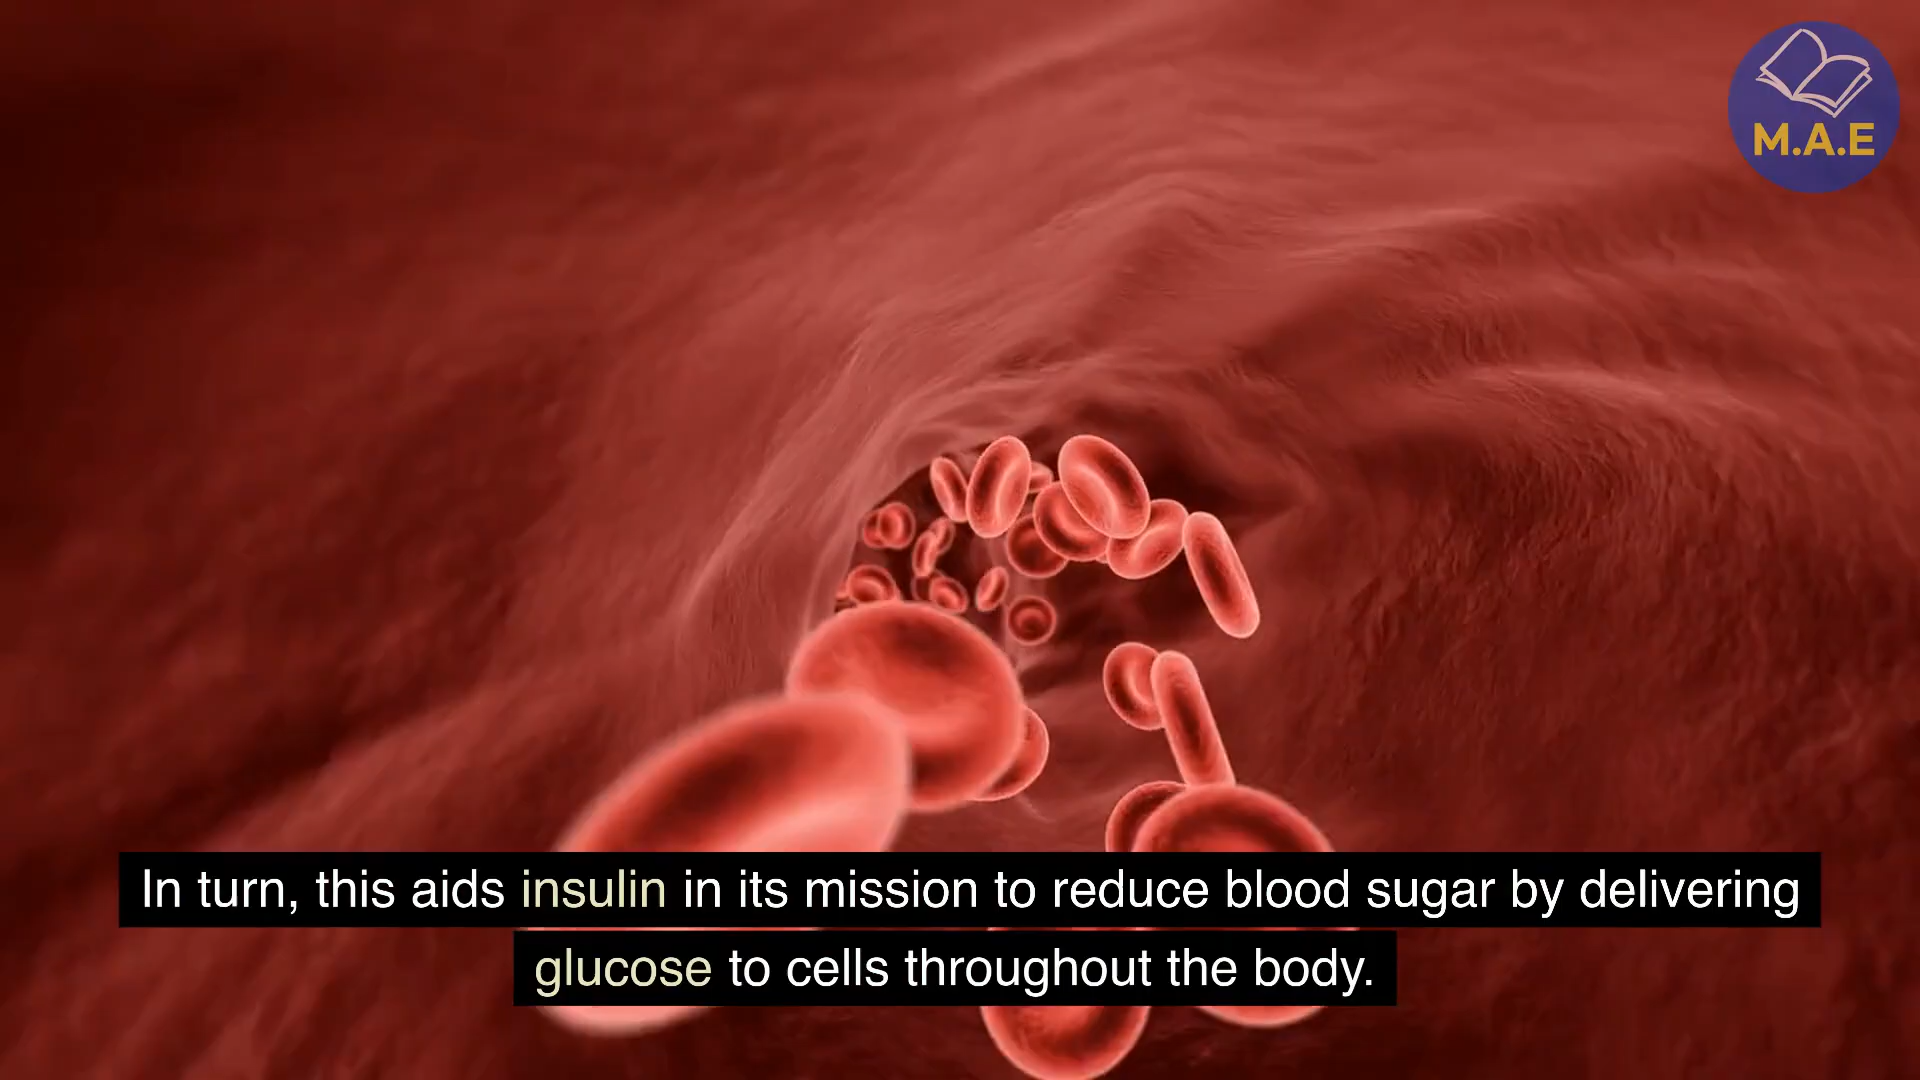 M.A.E
In turn, this aids insulin in its mission to reduce blood sugar by delivering
glucose to cells throughout the body.